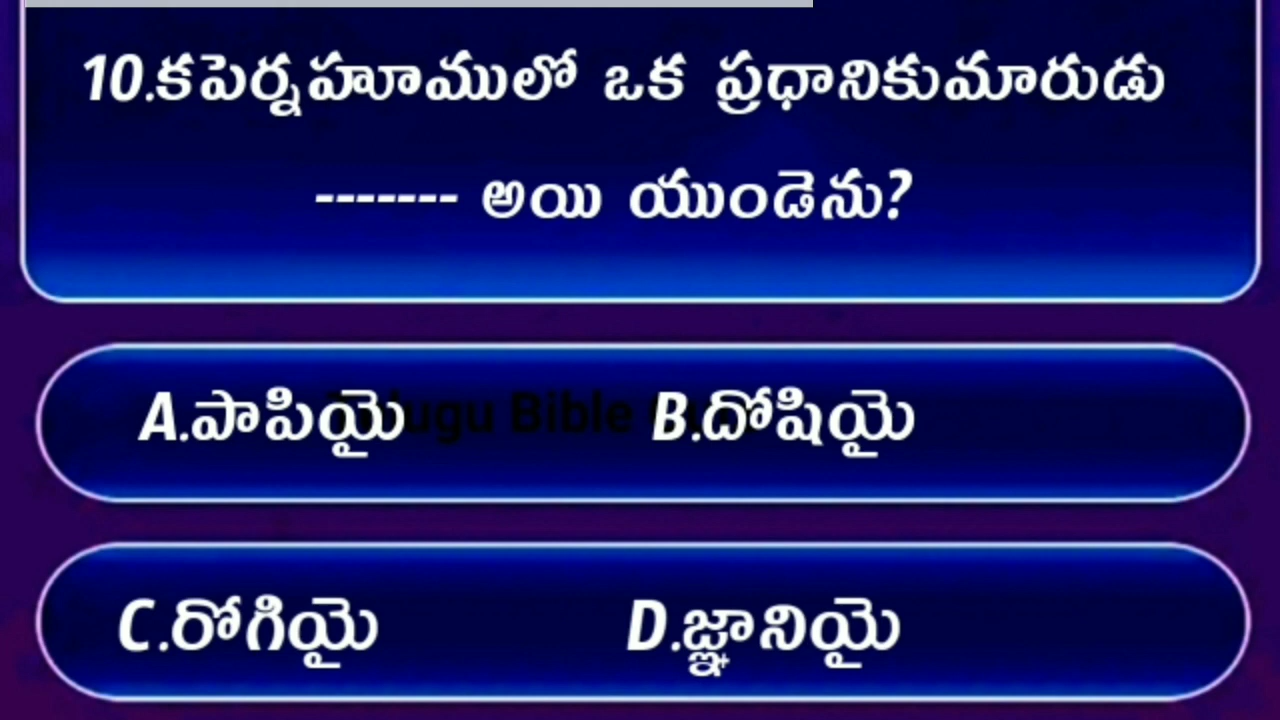 10.కపెర్నహూములో ఒక ప్రధానికుమారుడు
------- అయి యుండెను?
A.పాపియై B.దోషియై
C.రోగియై D.జ్ఞానియై